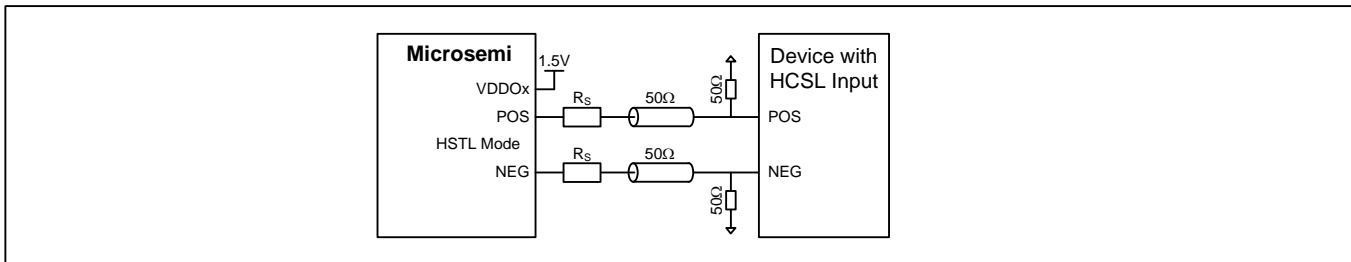 Microsemi
1.5V
VDDOx
POS
HSTL Mode
NEG
RS
50Ω
RS
50Ω
50Ω
50Ω
Device with
HCSL Input
POS
NEG